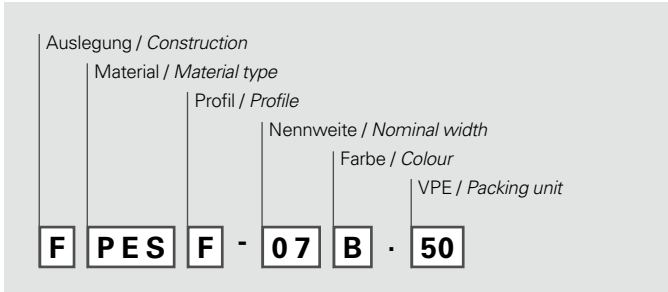 Auslegung / Construction
Material / Material type
Profil / Profile
Nennweite / Nominal width
Farbe / Colour
VPE / Packing unit
F PES F - 07 B . 50